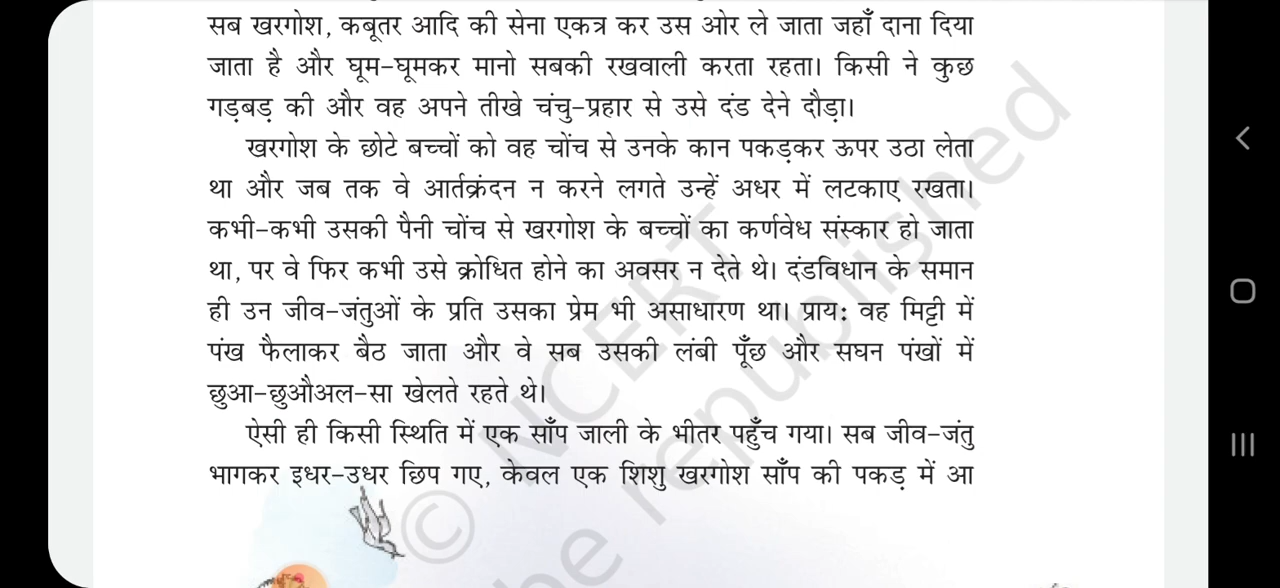 सब खरगोश, कबूतर आदि की सेना एकत्र कर उस ओर ले जाता जहाँ दाना दिया
जाता है और घूम-घूमकर मानो सबकी रखवाली करता रहता। किसी ने कुछ
गड़बड़ की और वह अपने तीखे चंचु-प्रहार से उसे दंड देने दौड़ा।
खरगोश के छोटे बच्चों को वह चोंच से उनके कान पकड़कर ऊपर उठा लेता
था और जब तक वे आर्तक्रंदन न करने लगते उन्हें अधर में लटकाए रखता।
कभी-कभी उसकी पैनी चोंच से खरगोश के बच्चों का कर्णवेध संस्कार हो जाता
था, पर वे फिर कभी उसे क्रोधित होने का अवसर न देते थे। दंडविधान के समान
ही उन जीव-जंतुओं के प्रति उसका प्रेम भी असाधारण था। प्राय: वह मिट्टी में
पंख फैलाकर बैठ जाता और वे सब उसकी लंबी पूँछ और सघन पंखों में
छुआ-छुऔअल-सा खेलते रहते थे।
ऐसी ही किसी स्थिति में एक साँप जाली के भीतर पहुँच गया। सब जीव-जंतु
भागकर इधर-उधर छिप गए, केवल एक शिशु खरगोश साँप की पकड़ में आ
© NCERT
be republished